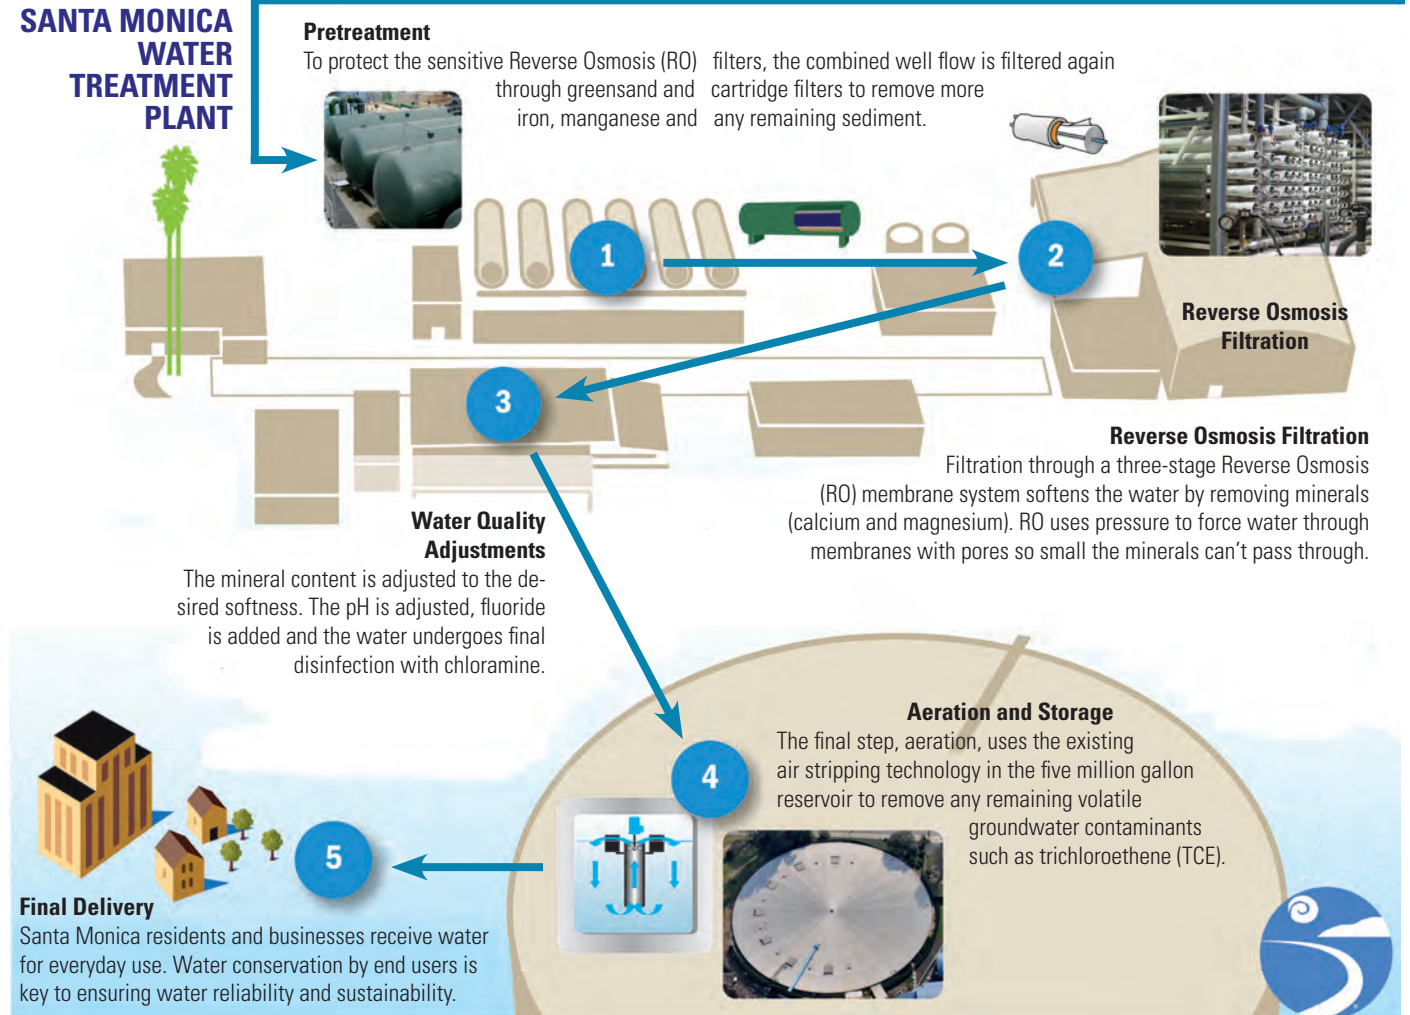 SANTA MONICA
WATER
TREATMENT
PLANT
Pretreatment
To protect the sensitive Reverse Osmosis (RO) filters, the combined well flow is filtered again
through greensand and cartridge filters to remove more
iron, manganese and any remaining sediment.
1
2
Reverse Osmosis
Filtration
3
Reverse Osmosis Filtration
Filtration through a three-stage Reverse Osmosis
(RO) membrane system softens the water by removing minerals
(calcium and magnesium). RO uses pressure to force water through
membranes with pores so small the minerals can't pass through.
Water Quality
Adjustments
The mineral content is adjusted to the de-
sired softness. The pH is adjusted, fluoride
is added and the water undergoes final
disinfection with chloramine.
4
Aeration and Storage
The final step, aeration, uses the existing
air stripping technology in the five million gallon
reservoir to remove any remaining volatile
groundwater contaminants
such as trichloroethene (TCE).
5
Final Delivery
Santa Monica residents and businesses receive water
for everyday use. Water conservation by end users is
key to ensuring water reliability and sustainability.